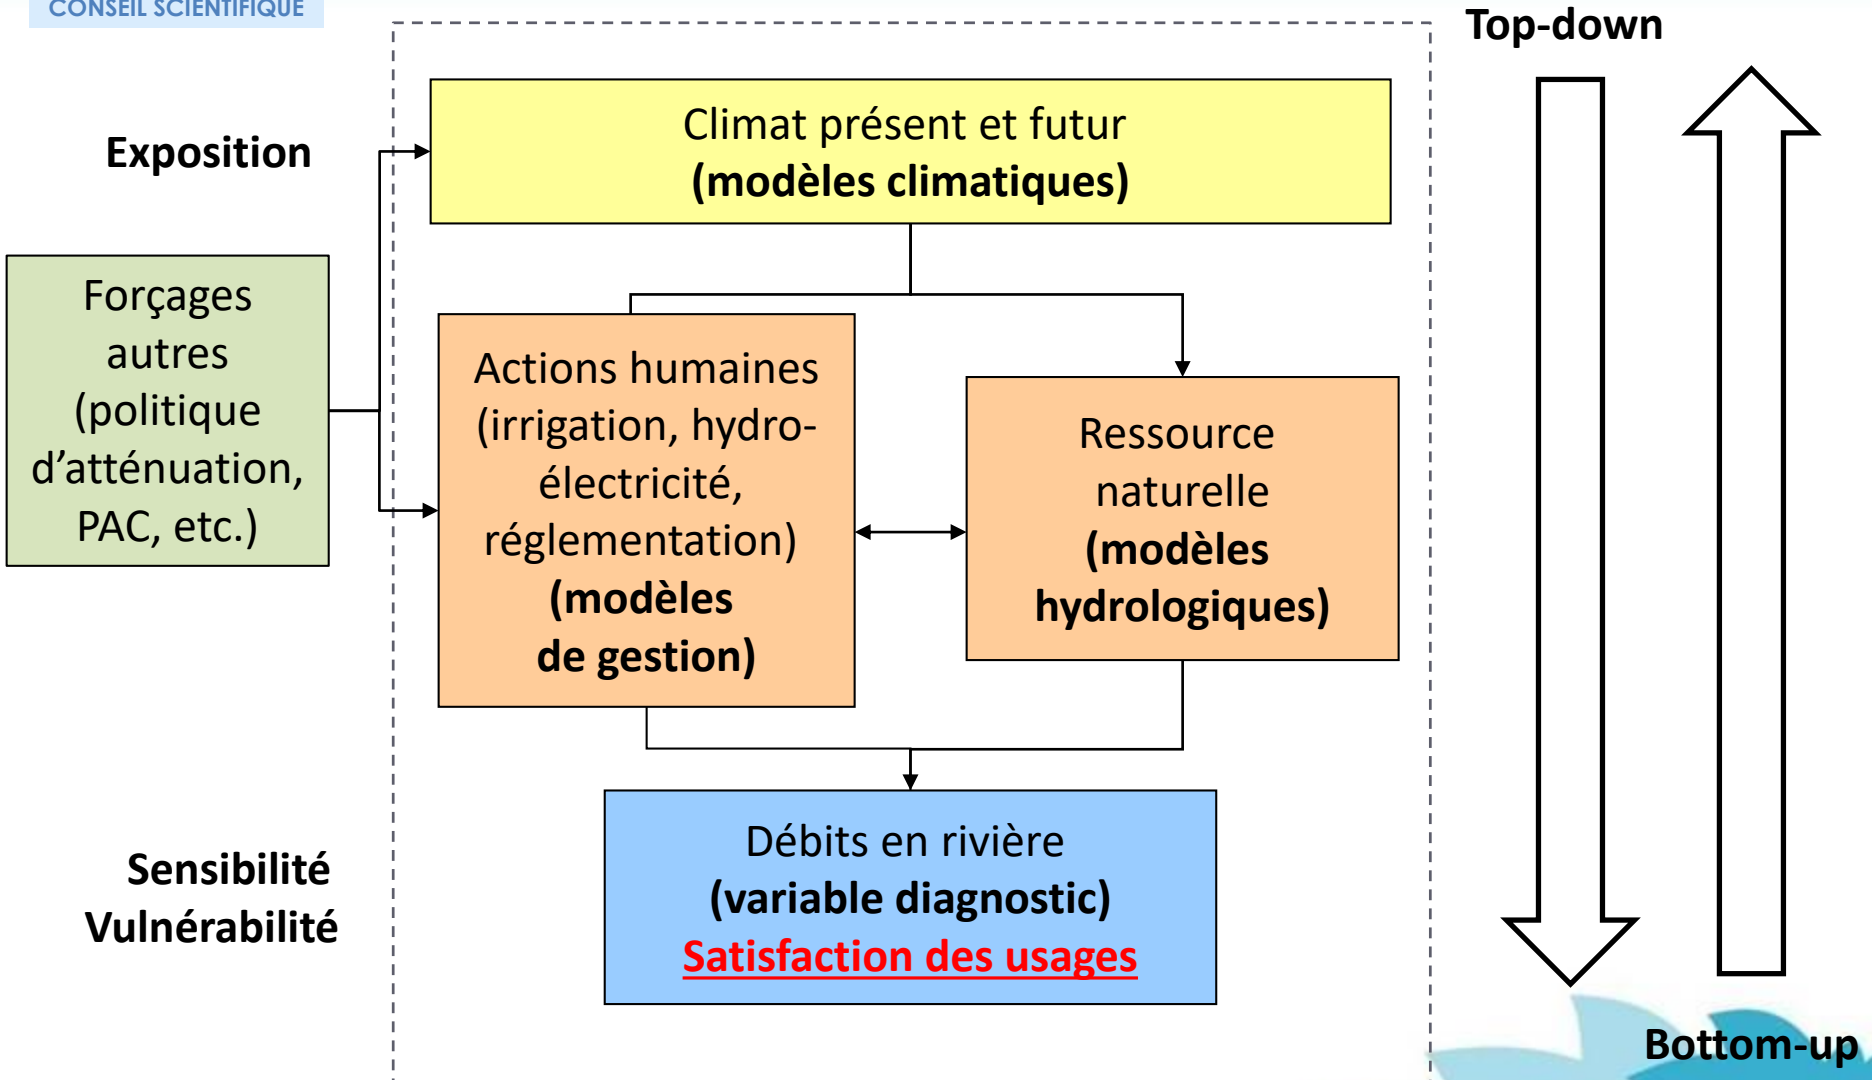 CONSEIL SCIENTIFIQUE
Top-down
Exposition
Climat présent et futur
(modèles climatiques)
Forçages
autres
(politique
d'atténuation,
PAC, etc.)
Actions humaines
(irrigation, hydro-
électricité,
réglementation)
(modèles
de gestion)
Ressource
naturelle
(modèles
hydrologiques)
Sensibilité
Vulnérabilité
Débits en rivière
(variable diagnostic)
Satisfaction des usages
Bottom-up